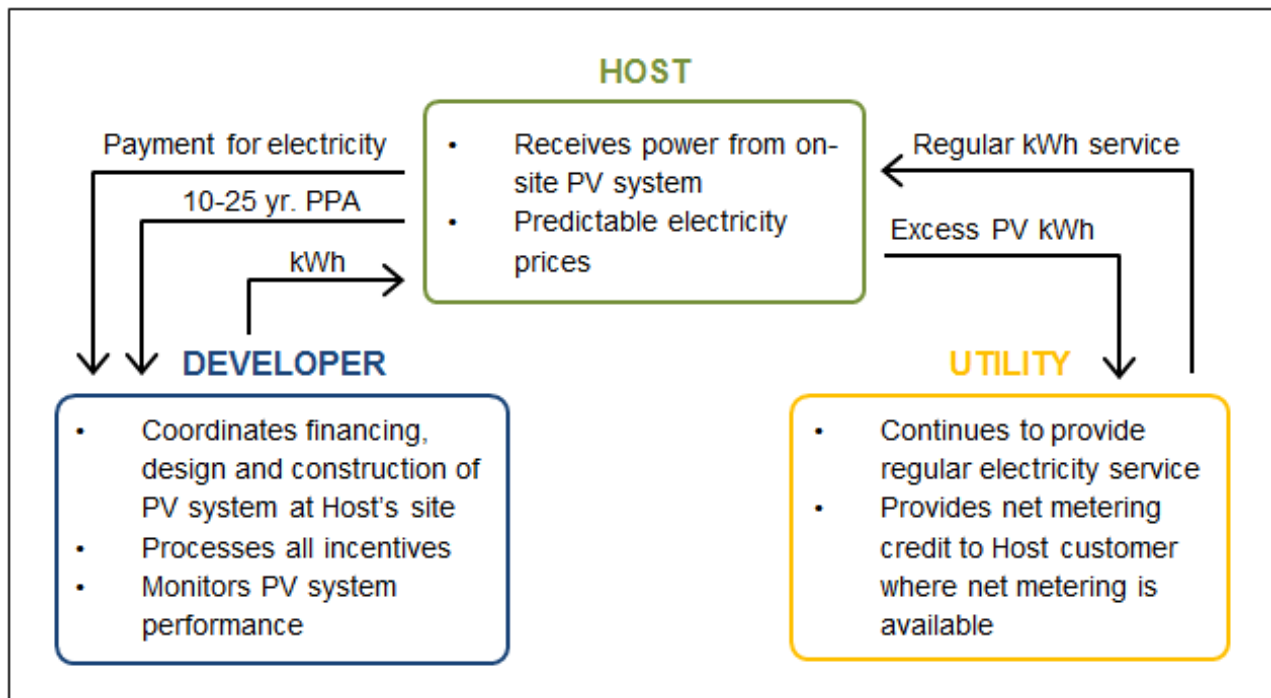 HOST
Payment for electricity
10-25 yr. PPA
kWh
• Receives power from on-
site PV system
• Predictable electricity
prices
Regular kWh service
Excess PV kWh
DEVELOPER
• Coordinates financing,
design and construction of
PV system at Host's site
• Processes all incentives
• Monitors PV system
performance
UTILITY
• Continues to provide
regular electricity service
• Provides net metering
credit to Host customer
where net metering is
available